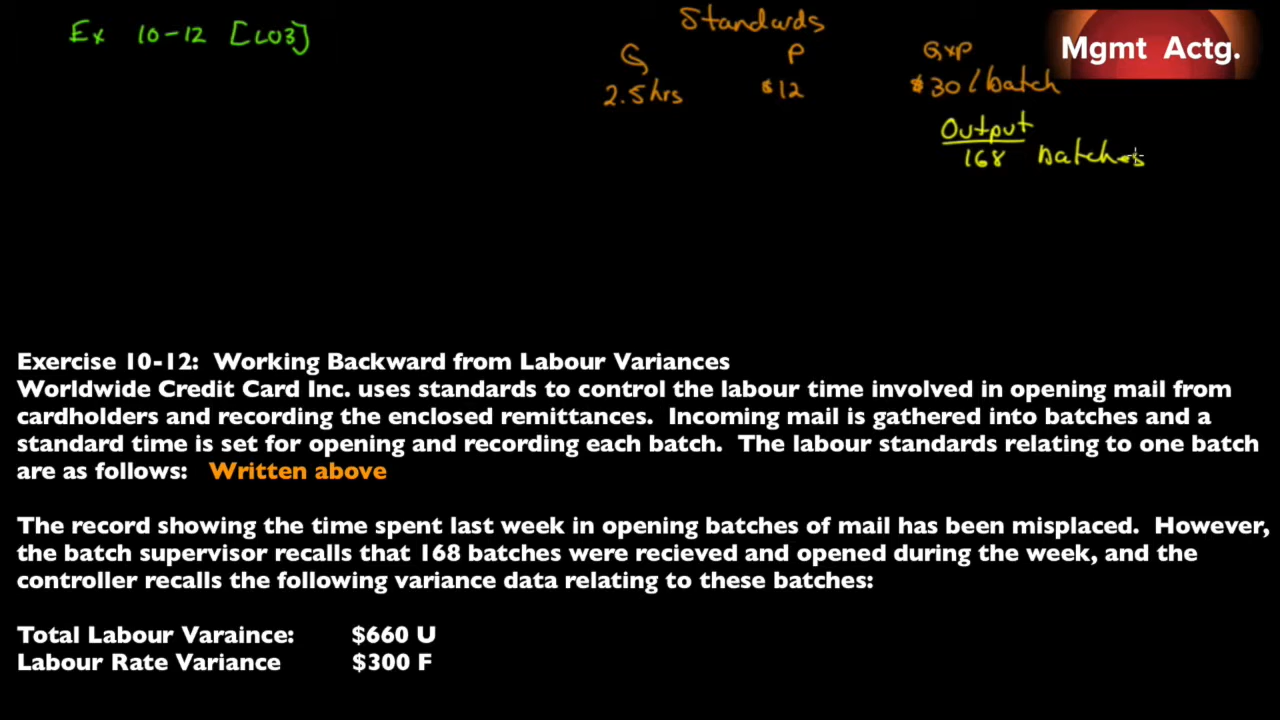 Ex 10-12 [LO3]
Standards
Mgmt Actg.
Q P QxP
2.5 hrs $12 $30/batch
Output
168 batches
Exercise 10-12: Working Backward from Labour Variances
Worldwide Credit Card Inc. uses standards to control the labour time involved in opening mail from
cardholders and recording the enclosed remittances. Incoming mail is gathered into batches and a
standard time is set for opening and recording each batch. The labour standards relating to one batch
are as follows: Written above
The record showing the time spent last week in opening batches of mail has been misplaced. However,
the batch supervisor recalls that 168 batches were recieved and opened during the week, and the
controller recalls the following variance data relating to these batches:
Total Labour Varaince: $660 U
Labour Rate Variance $300 F